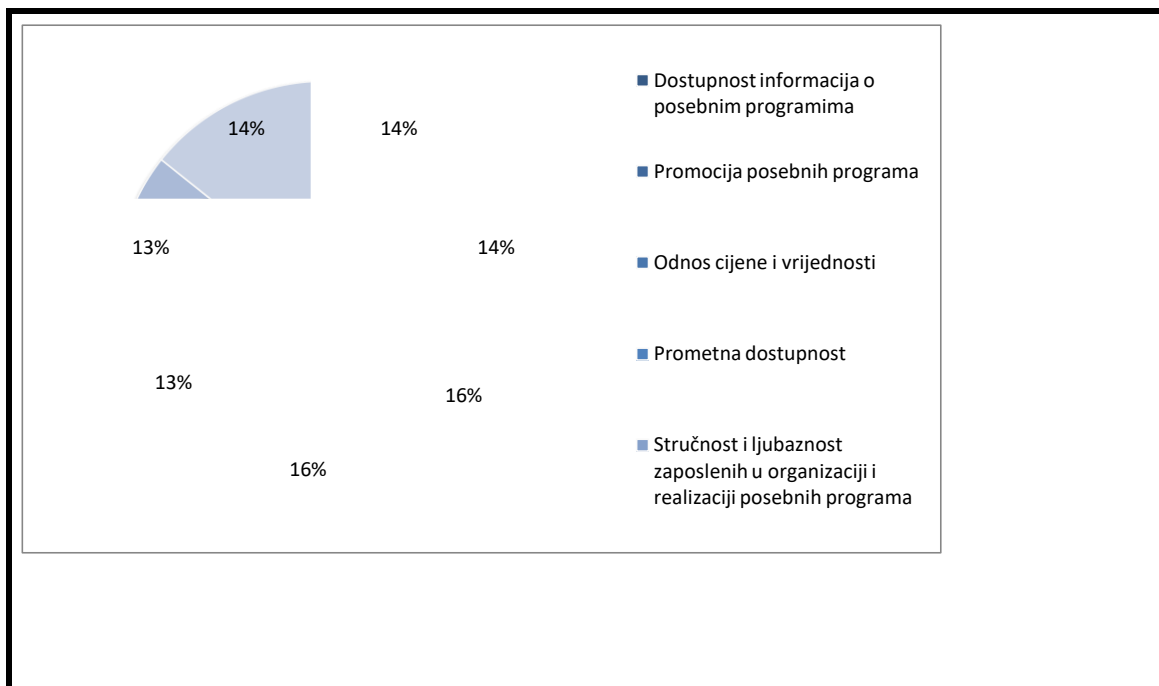 14%
14%
13%
14%
13%
16%
16%
Dostupnost informacija o
posebnim programima
Promocija posebnih programa
Odnos cijene i vrijednosti
Prometna dostupnost
Stručnost i ljubaznost
zaposlenih u organizaciji i
realizaciji posebnih programa